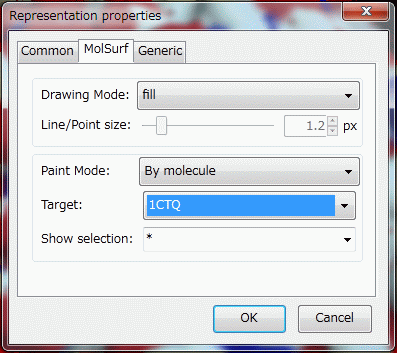 Representation properties
Common MolSurf Generic
Drawing Mode: fill
Line/Point size: 1.2 px
Paint Mode: By molecule
Target: 1CTQ
Show selection: *
OK Cancel